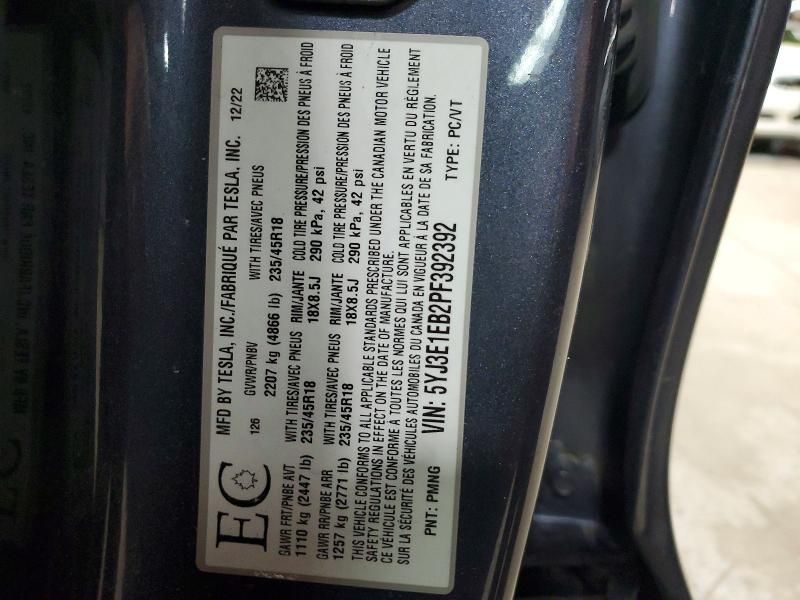 EC
MFD BY TESLA, INC./FABRIQUÉ PAR TESLA, INC. 12/22
126 GVWR/PNBV WITH TIRES/AVEC PNEUS
2207 kg (4866 lb) 235/45R18
GAWR FRT/PNBE AVT WITH TIRES/AVEC PNEUS RIM/JANTE COLD TIRE PRESSURE/PRESSION DES PNEUS À FROID
1110 kg (2447 lb) 235/45R18 18X8.5J 290 kPa, 42 psi
GAWR RR/PNBE ARR WITH TIRES/AVEC PNEUS RIM/JANTE COLD TIRE PRESSURE/PRESSION DES PNEUS À FROID
1257 kg (2771 lb) 235/45R18 18X8.5J 290 kPa, 42 psi
THIS VEHICLE CONFORMS TO ALL APPLICABLE STANDARDS PRESCRIBED UNDER THE CANADIAN MOTOR VEHICLE
SAFETY REGULATIONS IN EFFECT ON THE DATE OF MANUFACTURE.
CE VÉHICULE EST CONFORME À TOUTES LES NORMES QUI LUI SONT APPLICABLES EN VERTU DU RÈGLEMENT
SUR LA SÉCURITÉ DES VÉHICULES AUTOMOBILES DU CANADA EN VIGUEUR À LA DATE DE SA FABRICATION.
PNT: PMNG VIN: 5YJ3E1EB2PF392392 TYPE: PC/VT